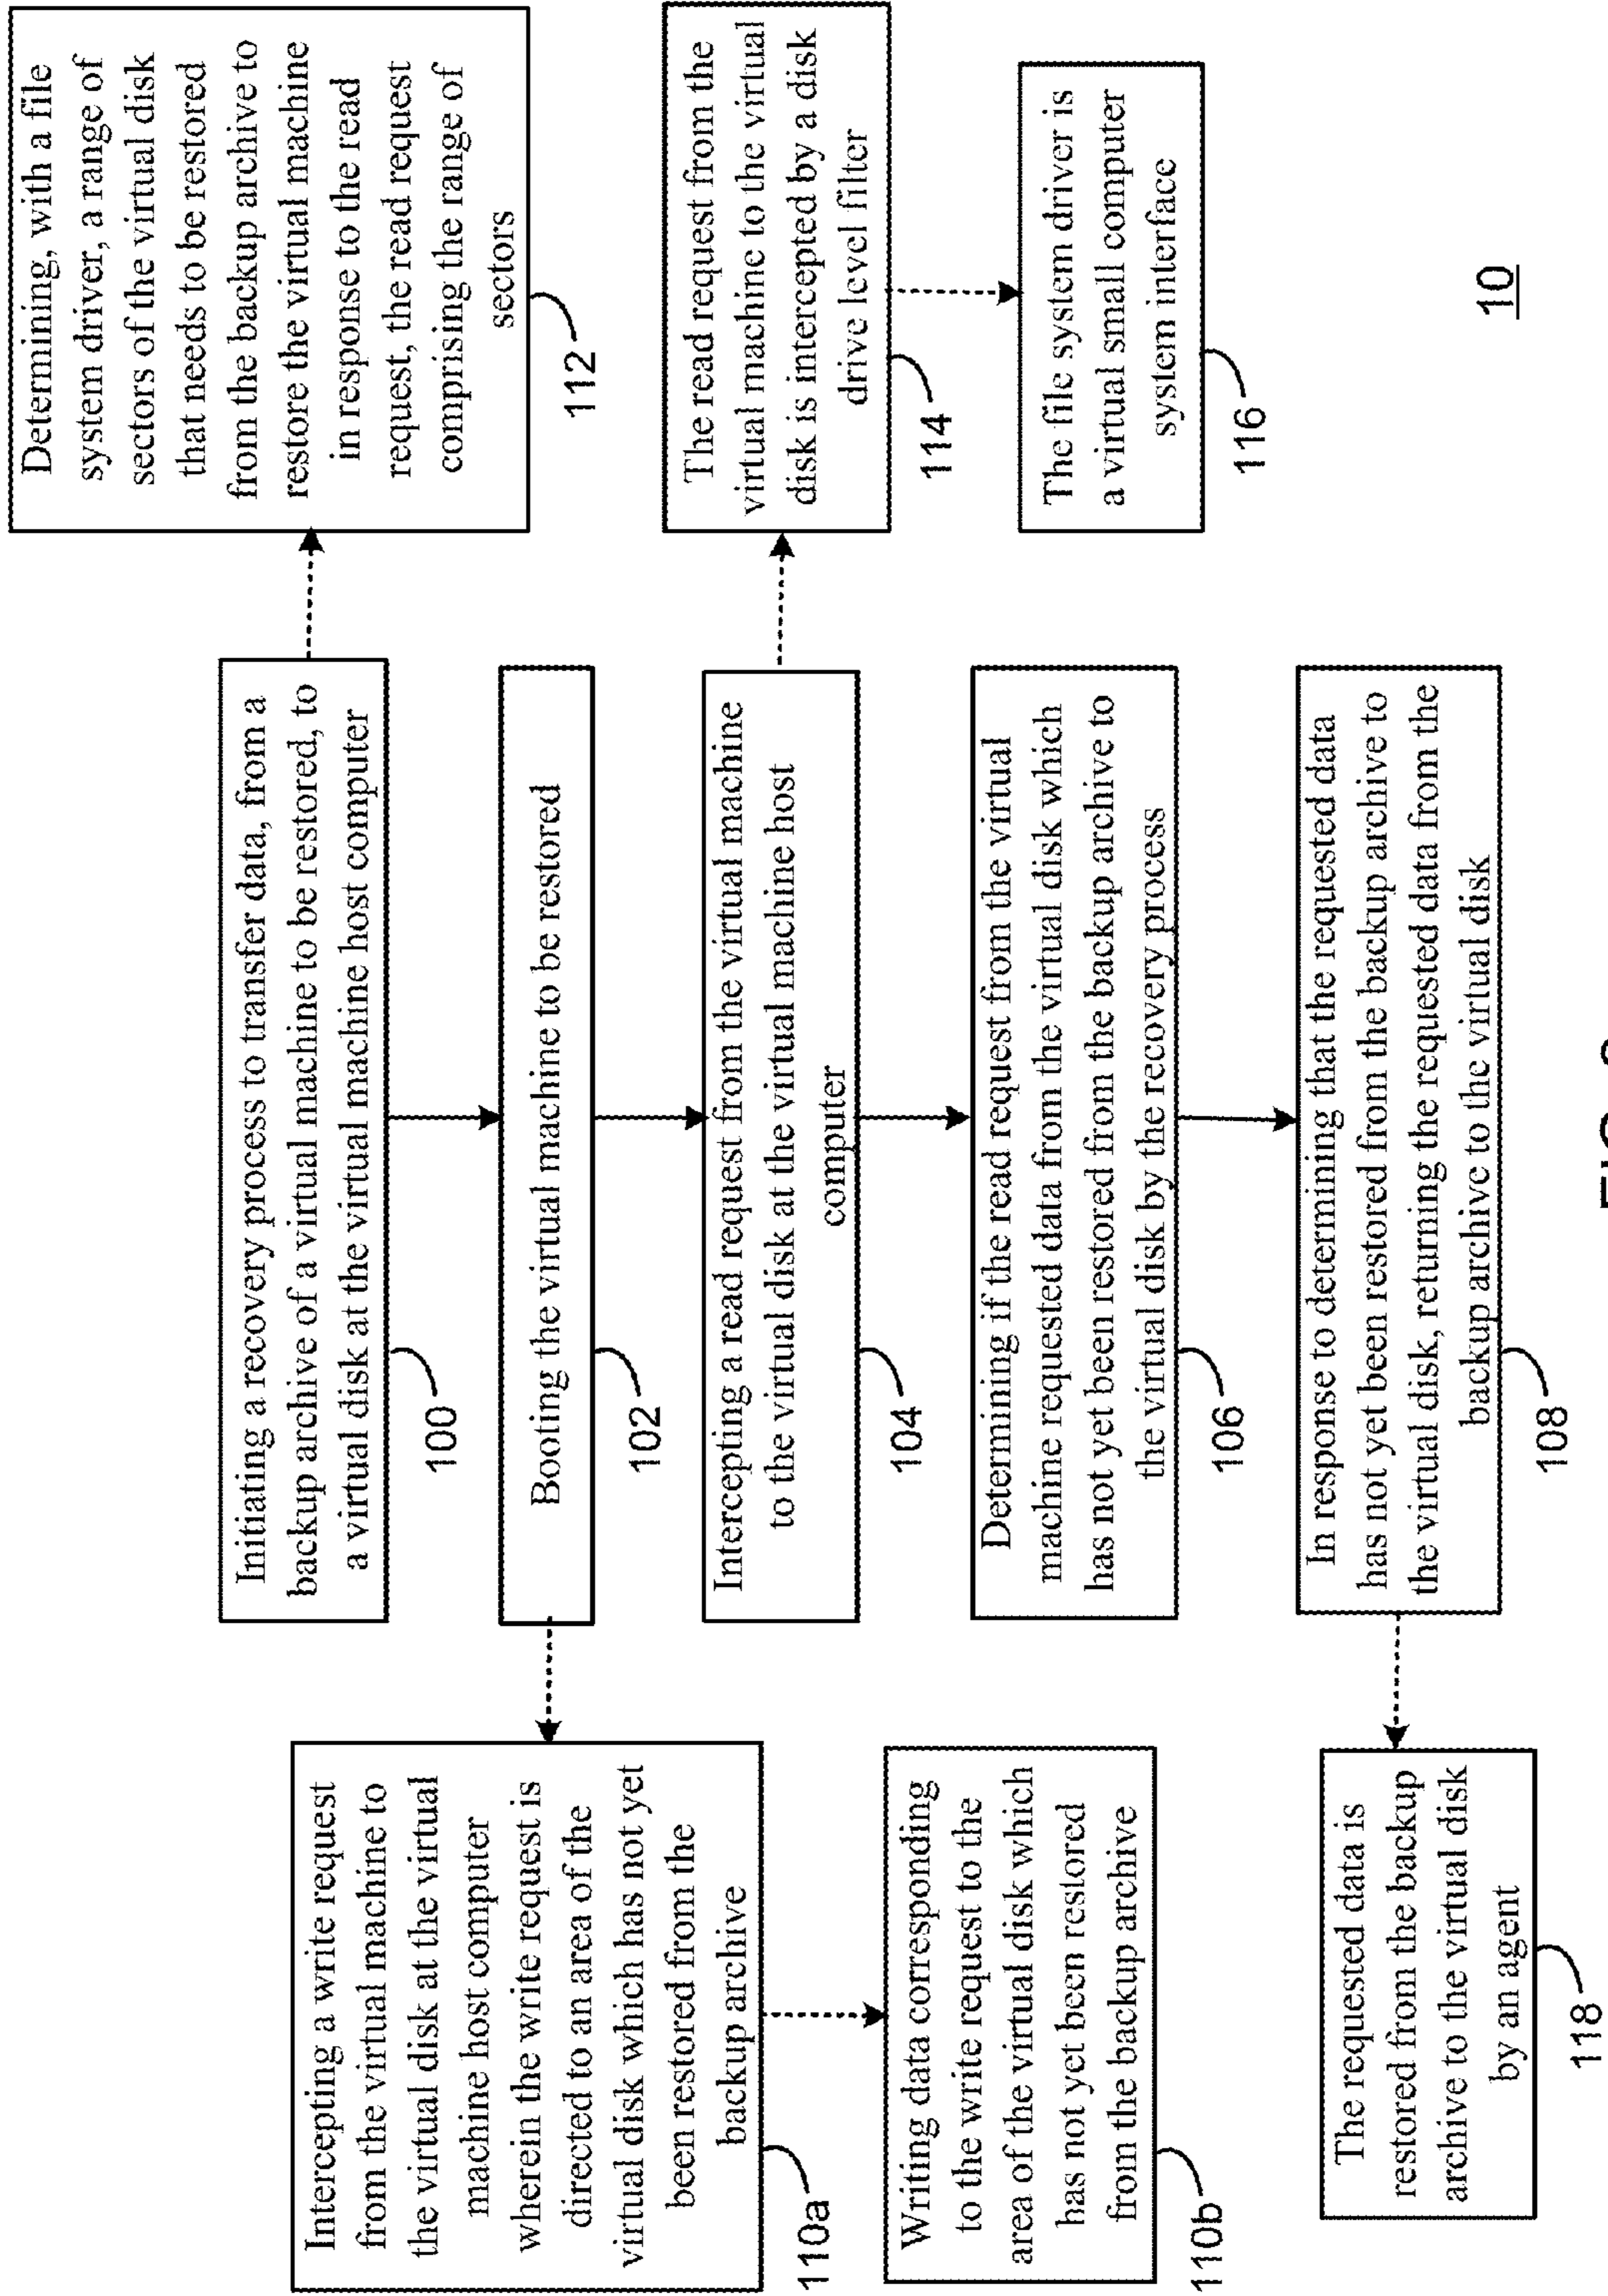 Initiating a recovery process to transfer data, from a
backup archive of a virtual machine to be restored, to
a virtual disk at the virtual machine host computer
100
Determining, with a file
system driver, a range of
sectors of the virtual disk
that needs to be restored
from the backup archive to
restore the virtual machine
in response to the read
request, the read request
comprising the range of
sectors
112
Booting the virtual machine to be restored
102
Intercepting a write request
from the virtual machine to
the virtual disk at the virtual
machine host computer
wherein the write request is
directed to an area of the
virtual disk which has not yet
been restored from the
backup archive
110a
Writing data corresponding
to the write request to the
area of the virtual disk which
has not yet been restored
from the backup archive
110b
Intercepting a read request from the virtual machine
to the virtual disk at the virtual machine host
computer
104
The read request from the
virtual machine to the virtual
disk is intercepted by a disk
drive level filter
114
The file system driver is
a virtual small computer
system interface
116
Determining if the read request from the virtual
machine requested data from the virtual disk which
has not yet been restored from the backup archive to
the virtual disk by the recovery process
106
In response to determining that the requested data
has not yet been restored from the backup archive to
the virtual disk, returning the requested data from the
backup archive to the virtual disk
108
The requested data is
restored from the backup
archive to the virtual disk
by an agent
118
10